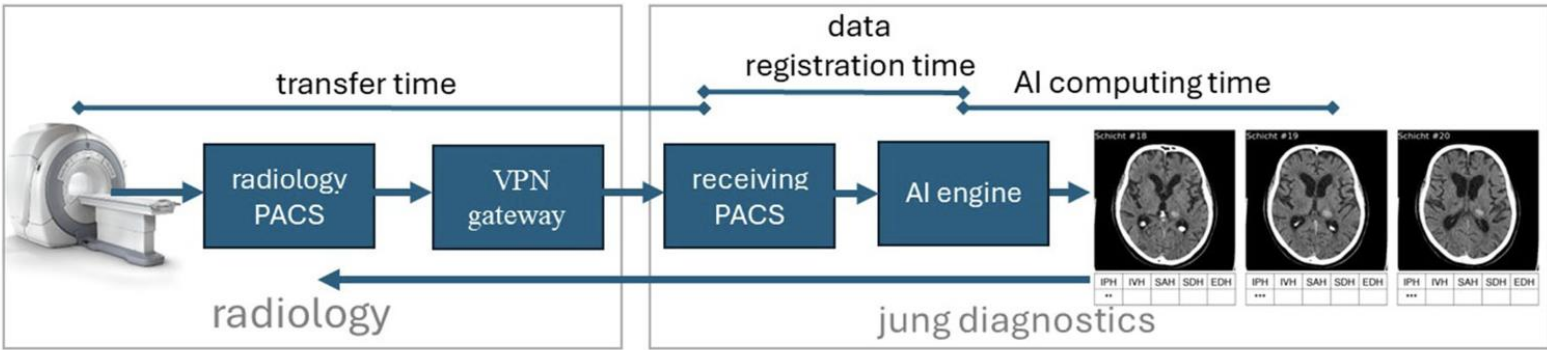 data
registration time
transfer time
AI computing time
radiology
PACS
VPN
gateway
receiving
PACS
AI engine
Schicht #18
Schicht #19
Schicht #20
IPH IVH SAH SDH EDH
**
IPH IVH SAH SDH EDH
***
IPH IVH SAH SDH EDH
***
radiology
jung diagnostics